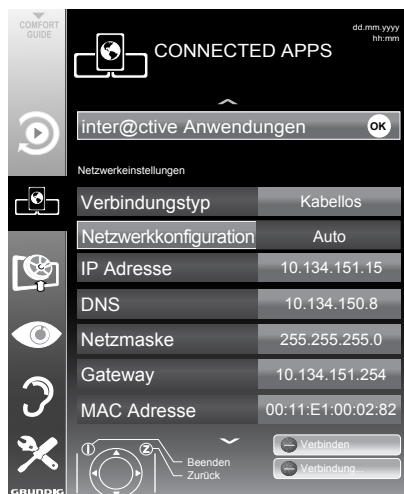 COMFORT
GUIDE
CONNECTED APPS
dd.mm.yyyy
hh:mm
inter@ctive Anwendungen OK
Netzwerkeinstellungen
Verbindungstyp Kabellos
Netzwerkkonfiguration Auto
IP Adresse 10.134.151.15
DNS 10.134.150.8
Netzmaske 255.255.255.0
Gateway 10.134.151.254
MAC Adresse 00:11:E1:00:02:82
1 2
Beenden
Zurück
Verbinden
Verbindung...
GRUNDIG